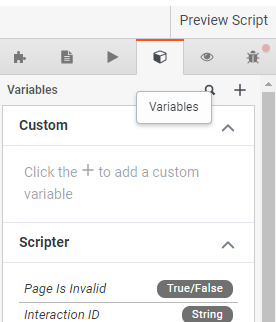 Preview Script
Variables
Variables
Custom
Click the + to add a custom
variable
Scripter
Page Is Invalid True/False
Interaction ID String